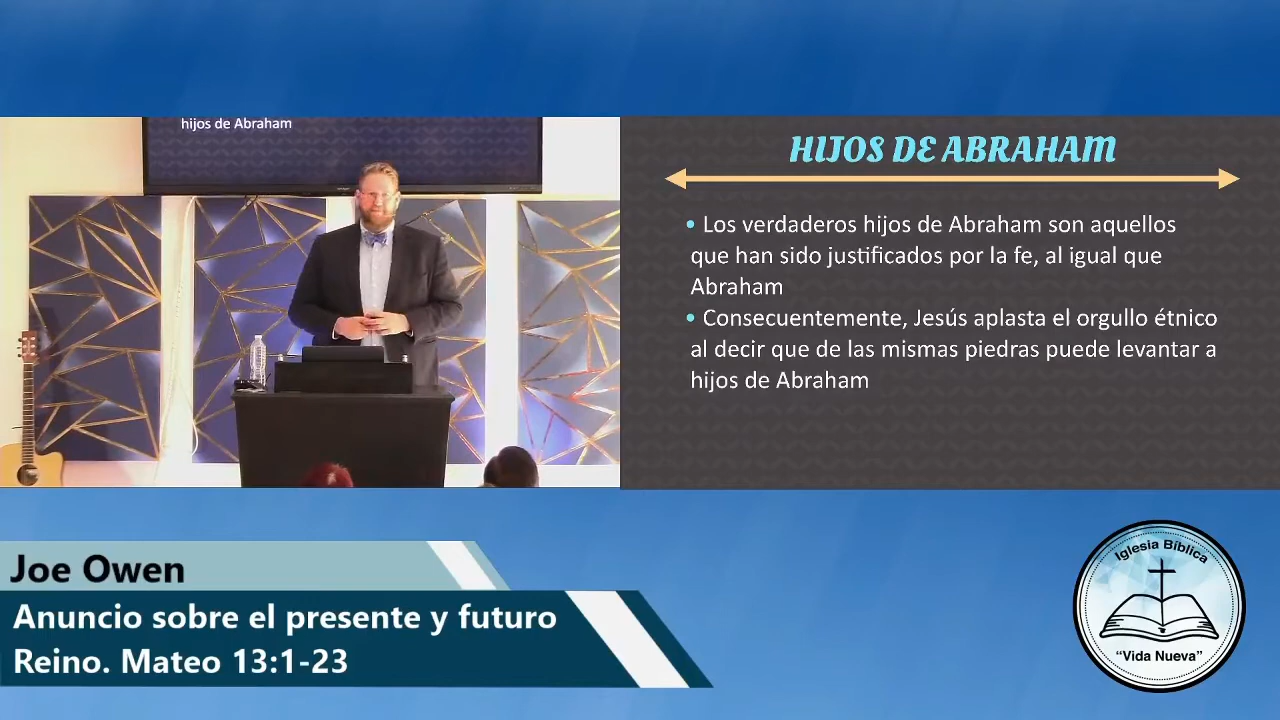 hijos de Abraham
HIJOS DE ABRAHAM
• Los verdaderos hijos de Abraham son aquellos
que han sido justificados por la fe, al igual que
Abraham
• Consecuentemente, Jesús aplasta el orgullo étnico
al decir que de las mismas piedras puede levantar a
hijos de Abraham
Joe Owen
Anuncio sobre el presente y futuro
Reino. Mateo 13:1-23
Iglesia Bíblica
“Vida Nueva”